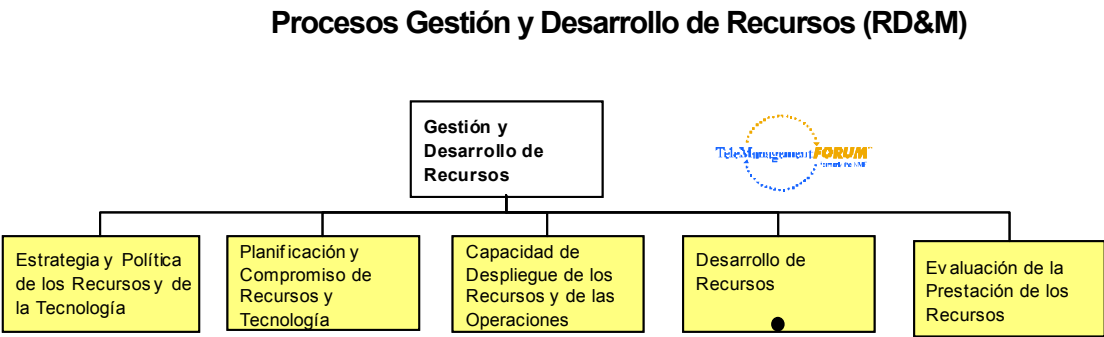 Procesos Gestión y Desarrollo de Recursos (RD&M)
Gestión y
Desarrollo de
Recursos
TeleManagement FORUM
Estrategia y Política
de los Recursos y de
la Tecnología
Planificación y
Compromiso de
Recursos y
Tecnología
Capacidad de
Despliegue de los
Recursos y de las
Operaciones
Desarrollo de
Recursos
Evaluación de la
Prestación de los
Recursos